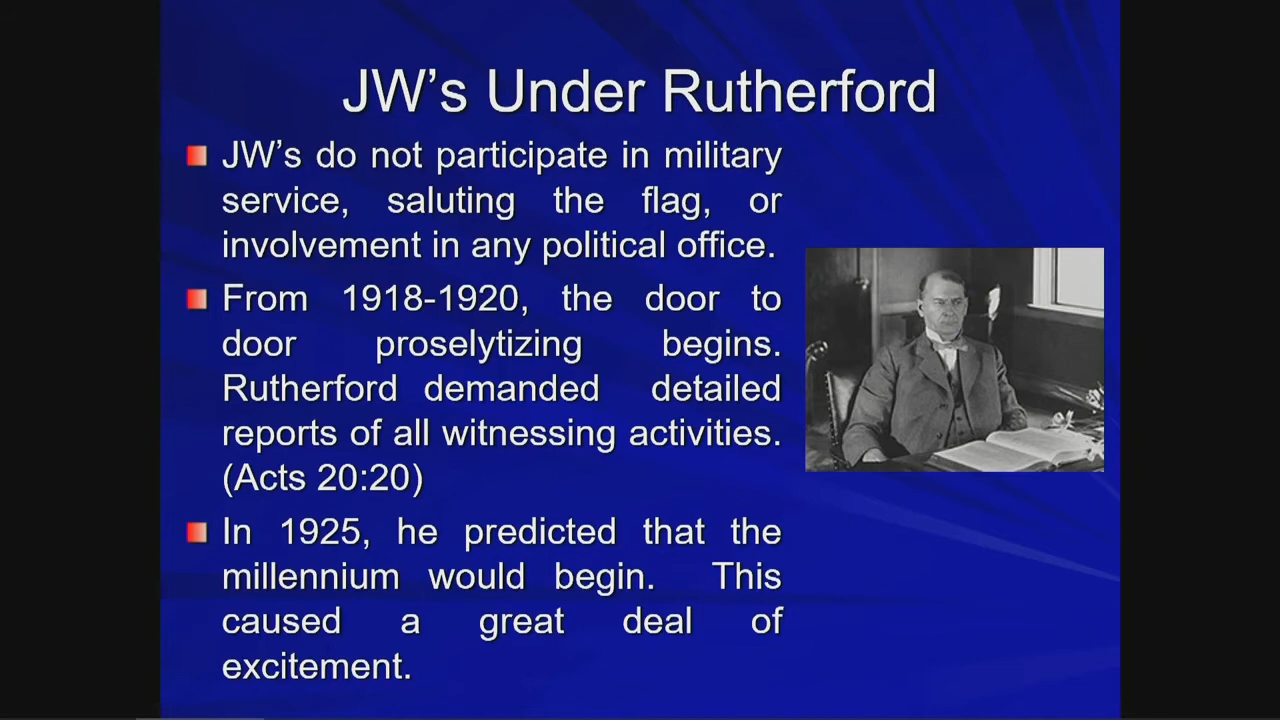 JW’s Under Rutherford
JW’s do not participate in military
service, saluting the flag, or
involvement in any political office.
From 1918-1920, the door to
door proselytizing begins.
Rutherford demanded detailed
reports of all witnessing activities.
(Acts 20:20)
In 1925, he predicted that the
millennium would begin. This
caused a great deal of
excitement.